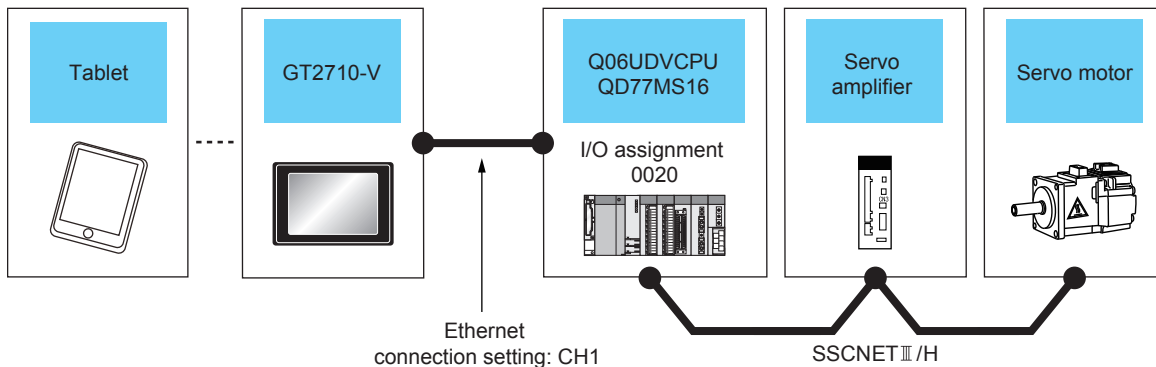 Tablet
GT2710-V
Q06UDVCPU
QD77MS16
I/O assignment
0020
Servo
amplifier
Servo motor
Ethernet
connection setting: CH1
SSCNETⅢ/H